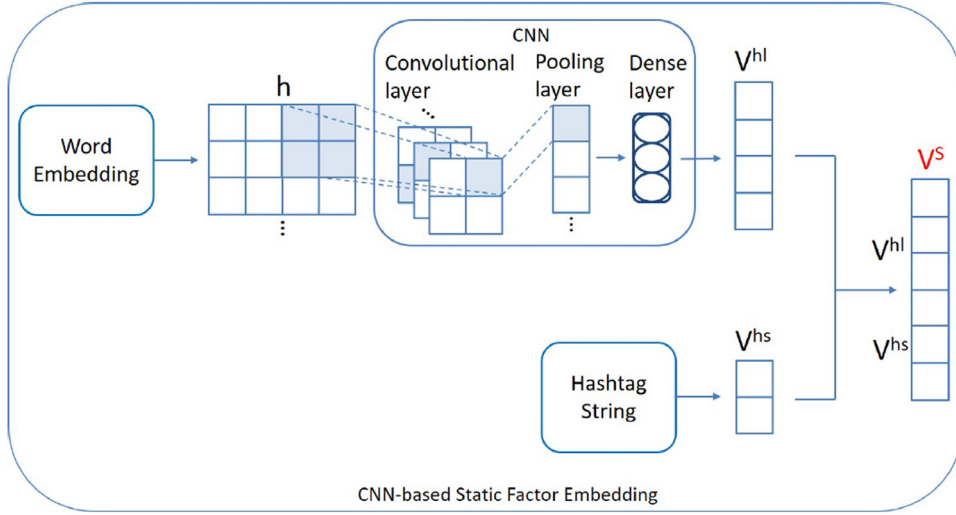 CNN
Convolutional
layer
Pooling
layer
Dense
layer
h
...
Word
Embedding
...
...
V^hl
V^S
V^hl
V^hs
V^hs
Hashtag
String
CNN-based Static Factor Embedding